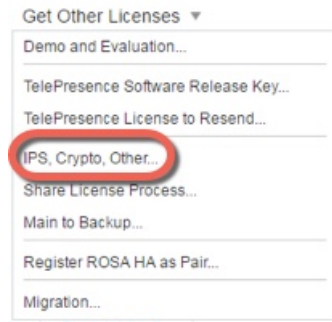 Get Other Licenses ▼
Demo and Evaluation...
TelePresence Software Release Key...
TelePresence License to Resend...
IPS, Crypto, Other...
Share License Process...
Main to Backup...
Register ROSA HA as Pair...
Migration...